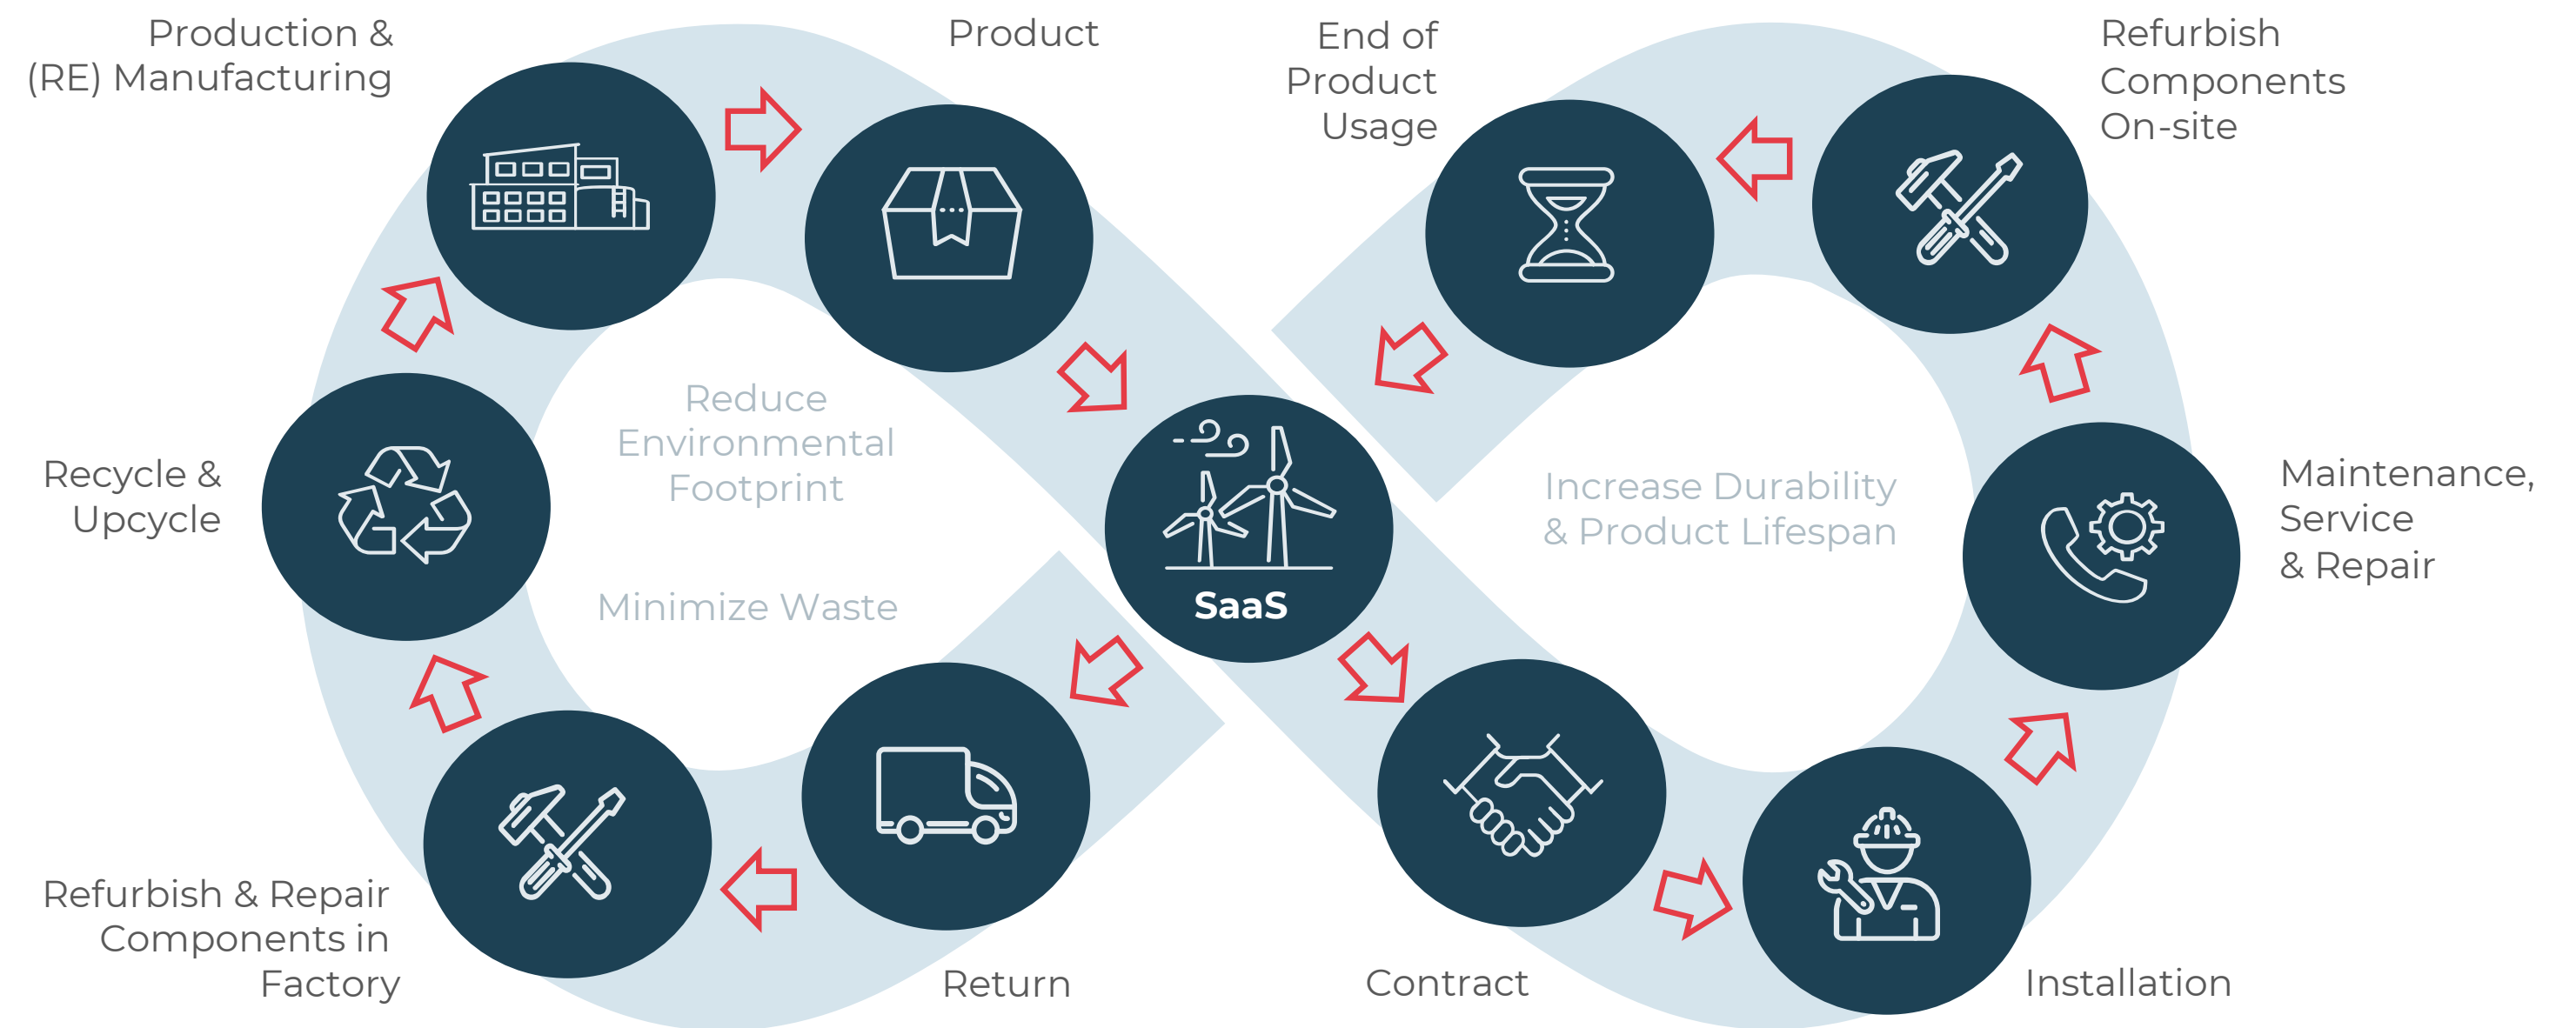 Production &
(RE) Manufacturing
Product
End of
Product
Usage
Refurbish
Components
On-site
Reduce
Environmental
Footprint
Minimize Waste
Recycle &
Upcycle
SaaS
Increase Durability
& Product Lifespan
Maintenance,
Service
& Repair
Refurbish & Repair
Components in
Factory
Return
Contract
Installation